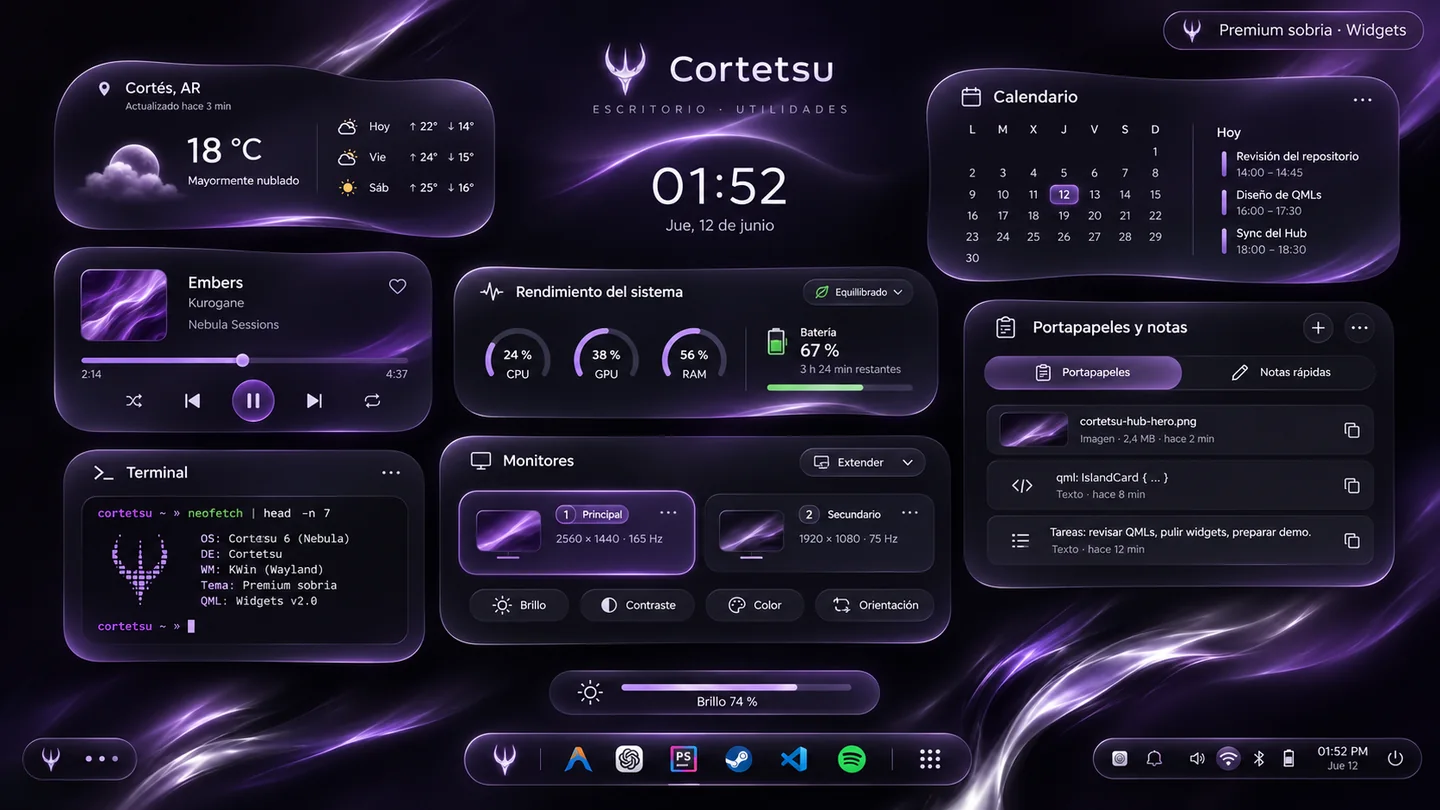 Premium sobria · Widgets
Cortetsu
ESCRITORIO · UTILIDADES
01:52
Jue, 12 de junio
Cortés, AR
Actualizado hace 3 min
18 °C
Mayormente nublado
Hoy ↑ 22° ↓ 14°
Vie ↑ 24° ↓ 15°
Sáb ↑ 25° ↓ 16°
Calendario
L M X J V S D
1
2 3 4 5 6 7 8
9 10 11 12 13 14 15
16 17 18 19 20 21 22
23 24 25 26 27 28 29
30
Hoy
Revisión del repositorio
14:00 – 14:45
Diseño de QMLs
16:00 – 17:30
Sync del Hub
18:00 – 18:30
Embers
Kurogane
Nebula Sessions
2:14 4:37
Rendimiento del sistema
Equillibrado
24 %
CPU
38 %
GPU
56 %
RAM
Batería
67 %
3 h 24 min restantes
Portapapeles y notas
Portapapeles
Notas rápidas
cortetsu-hub-hero.png
Imagen · 2,4 MB · hace 2 min
qml: IslandCard { ... }
Texto · hace 8 min
Tareas: revisar QMLs, pulir widgets, preparar demo.
Texto · hace 12 min
Terminal
cortetsu ~ » neofetch | head -n 7
OS: Cortetsu 6 (Nebula)
DE: Cortetsu
WM: KWin (Wayland)
Tema: Premium sobria
QML: Widgets v2.0
cortetsu ~ »
Monitores
Extender
1 Principal
2560 × 1440 · 165 Hz
2 Secundario
1920 × 1080 · 75 Hz
Brillo
Contraste
Color
Orientación
Brillo 74 %
PS
01:52 PM
Jue 12